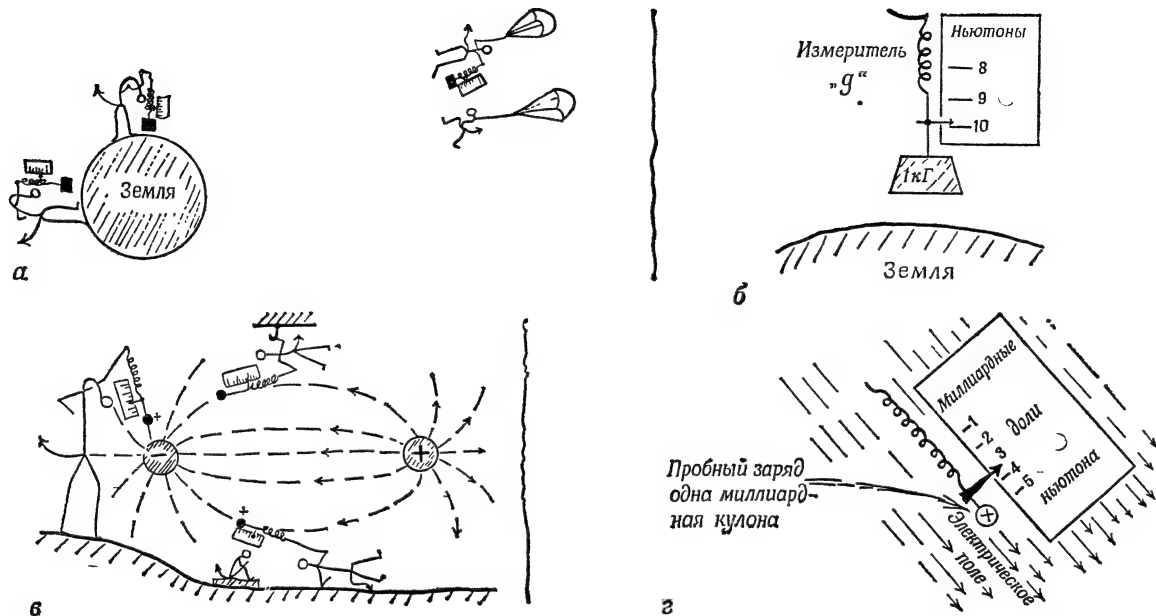 Земля
а
Измеритель
„g“
Ньютоны
8
9
10
1кГ
Земля
б
+
−
+
+
в
Миллиардные
доли
ньютона
1
2
3
4
5
Пробный заряд
одна миллиард-
ная кулона
+
Электрическое
поле
г